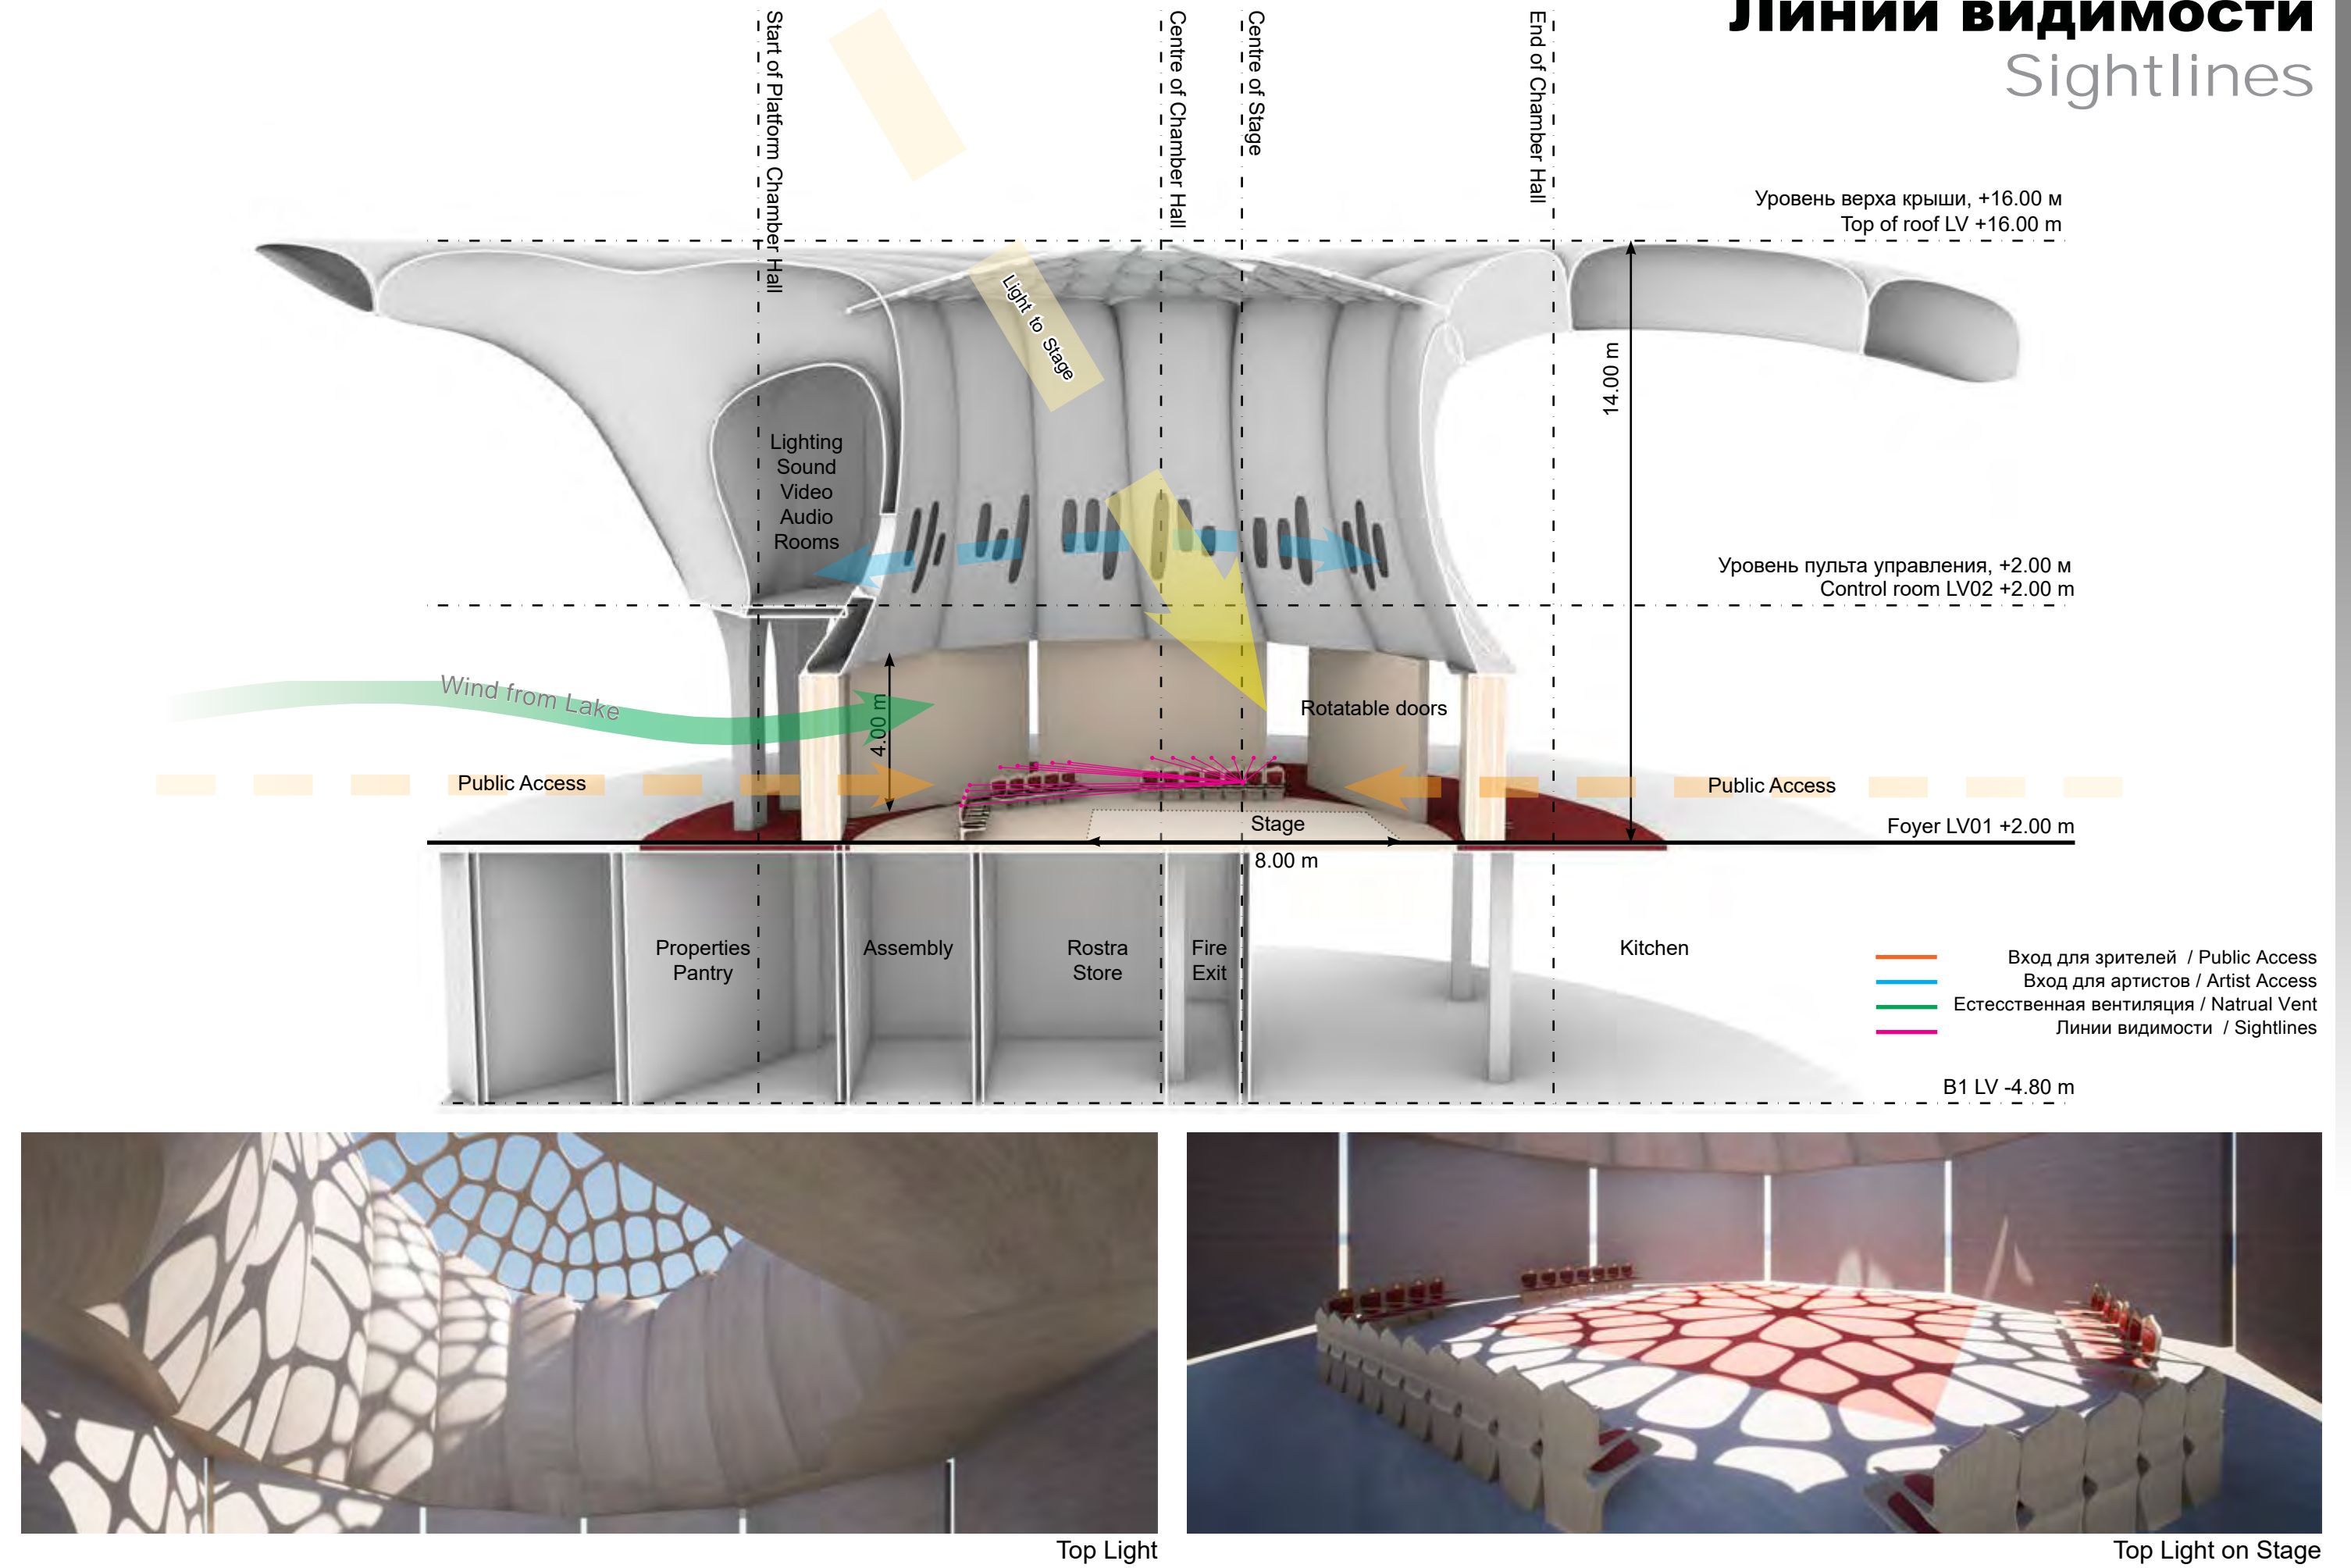 Линии видимости
Sightlines
Start of Platform Chamber Hall
Centre of Chamber Hall
Centre of Stage
End of Chamber Hall
Уровень верха крыши, +16.00 м
Top of roof LV +16.00 m
Light to Stage
14.00 m
Lighting
Sound
Video
Audio
Rooms
Уровень пульта управления, +2.00 м
Control room LV02 +2.00 m
Wind from Lake
4.00 m
Rotatable doors
Public Access
Public Access
Stage
Foyer LV01 +2.00 m
8.00 m
Properties
Pantry
Assembly
Rostra
Store
Fire
Exit
Kitchen
Вход для зрителей / Public Access
Вход для артистов / Artist Access
Естесственная вентиляция / Natrual Vent
Линии видимости / Sightlines
B1 LV -4.80 m
Top Light
Top Light on Stage